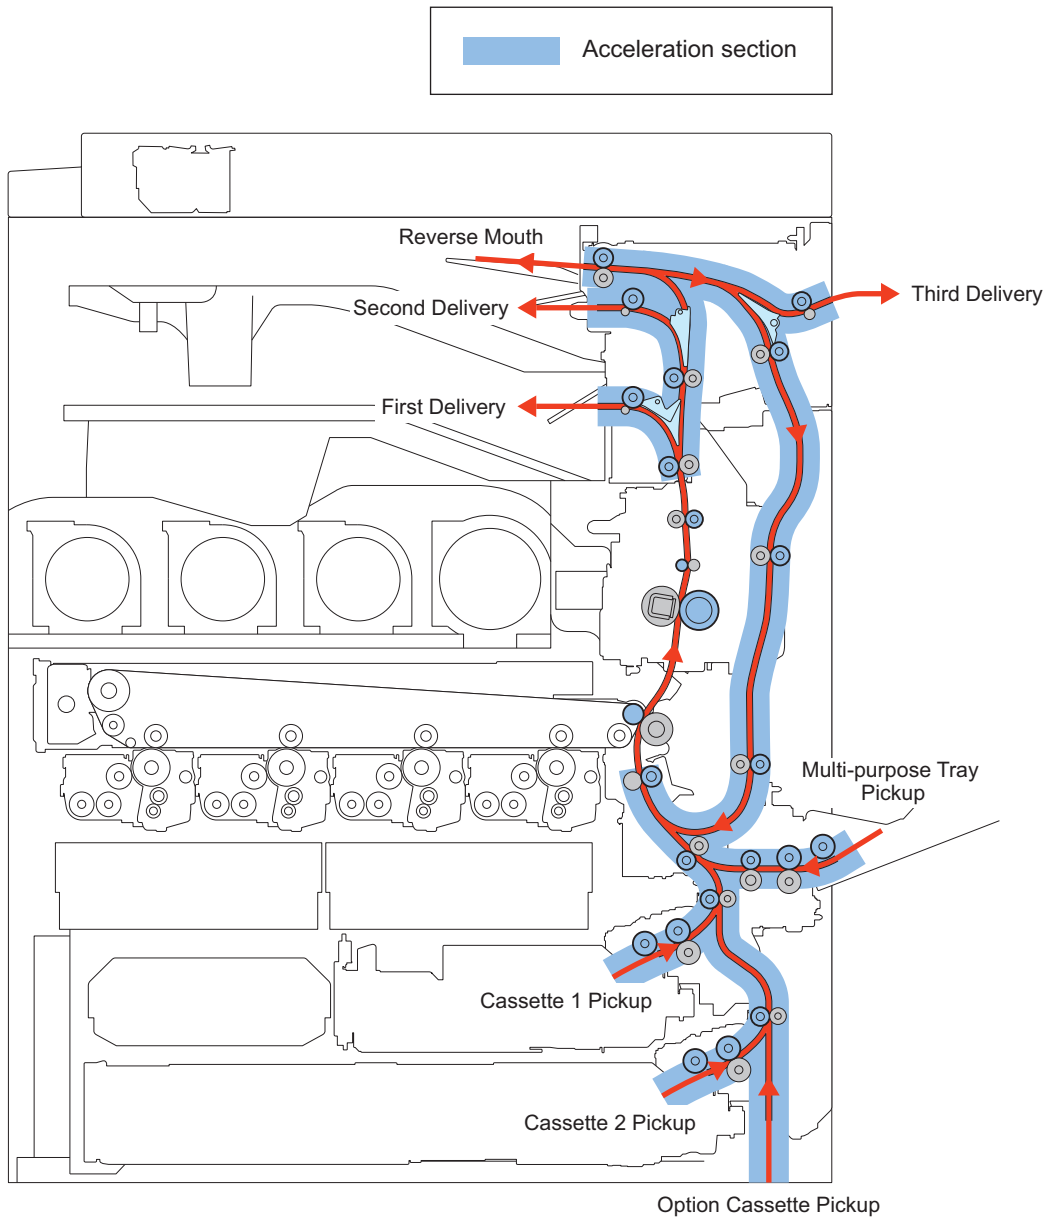 Acceleration section
Reverse Mouth
Second Delivery
Third Delivery
First Delivery
Multi-purpose Tray
Pickup
Cassette 1 Pickup
Cassette 2 Pickup
Option Cassette Pickup